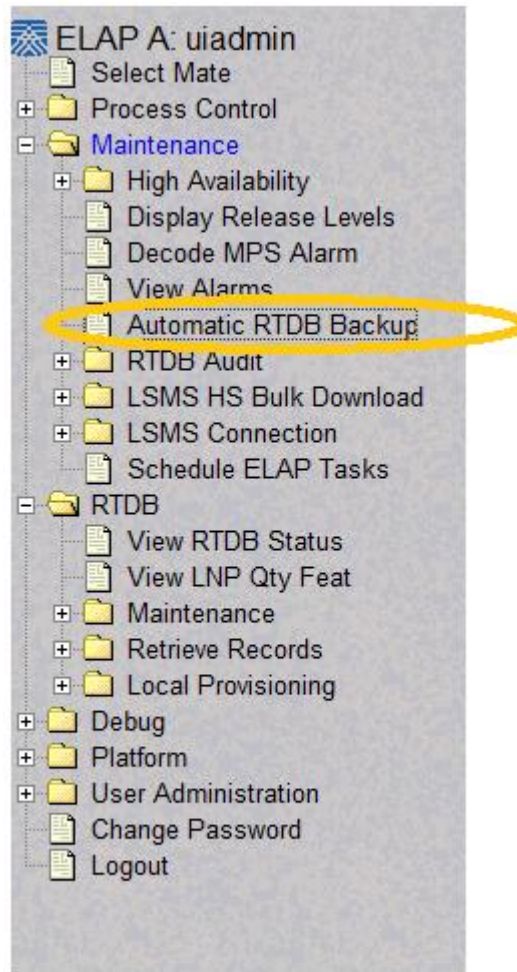 ELAP A: uiadmin
Select Mate
Process Control
Maintenance
High Availability
Display Release Levels
Decode MPS Alarm
View Alarms
Automatic RTDB Backup
RTDB Audit
LSMS HS Bulk Download
LSMS Connection
Schedule ELAP Tasks
RTDB
View RTDB Status
View LNP Qty Feat
Maintenance
Retrieve Records
Local Provisioning
Debug
Platform
User Administration
Change Password
Logout